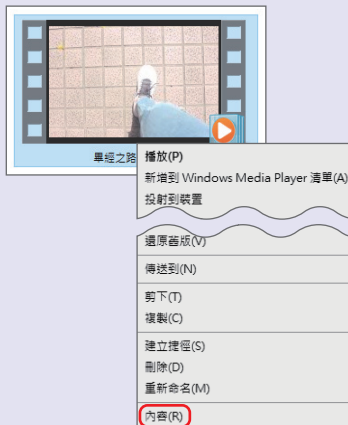 畢經之路
播放(P)
新增到 Windows Media Player 清單(A)
投射到裝置
還原舊版(V)
傳送到(N)
剪下(T)
複製(C)
建立捷徑(S)
刪除(D)
重新命名(M)
內容(R)